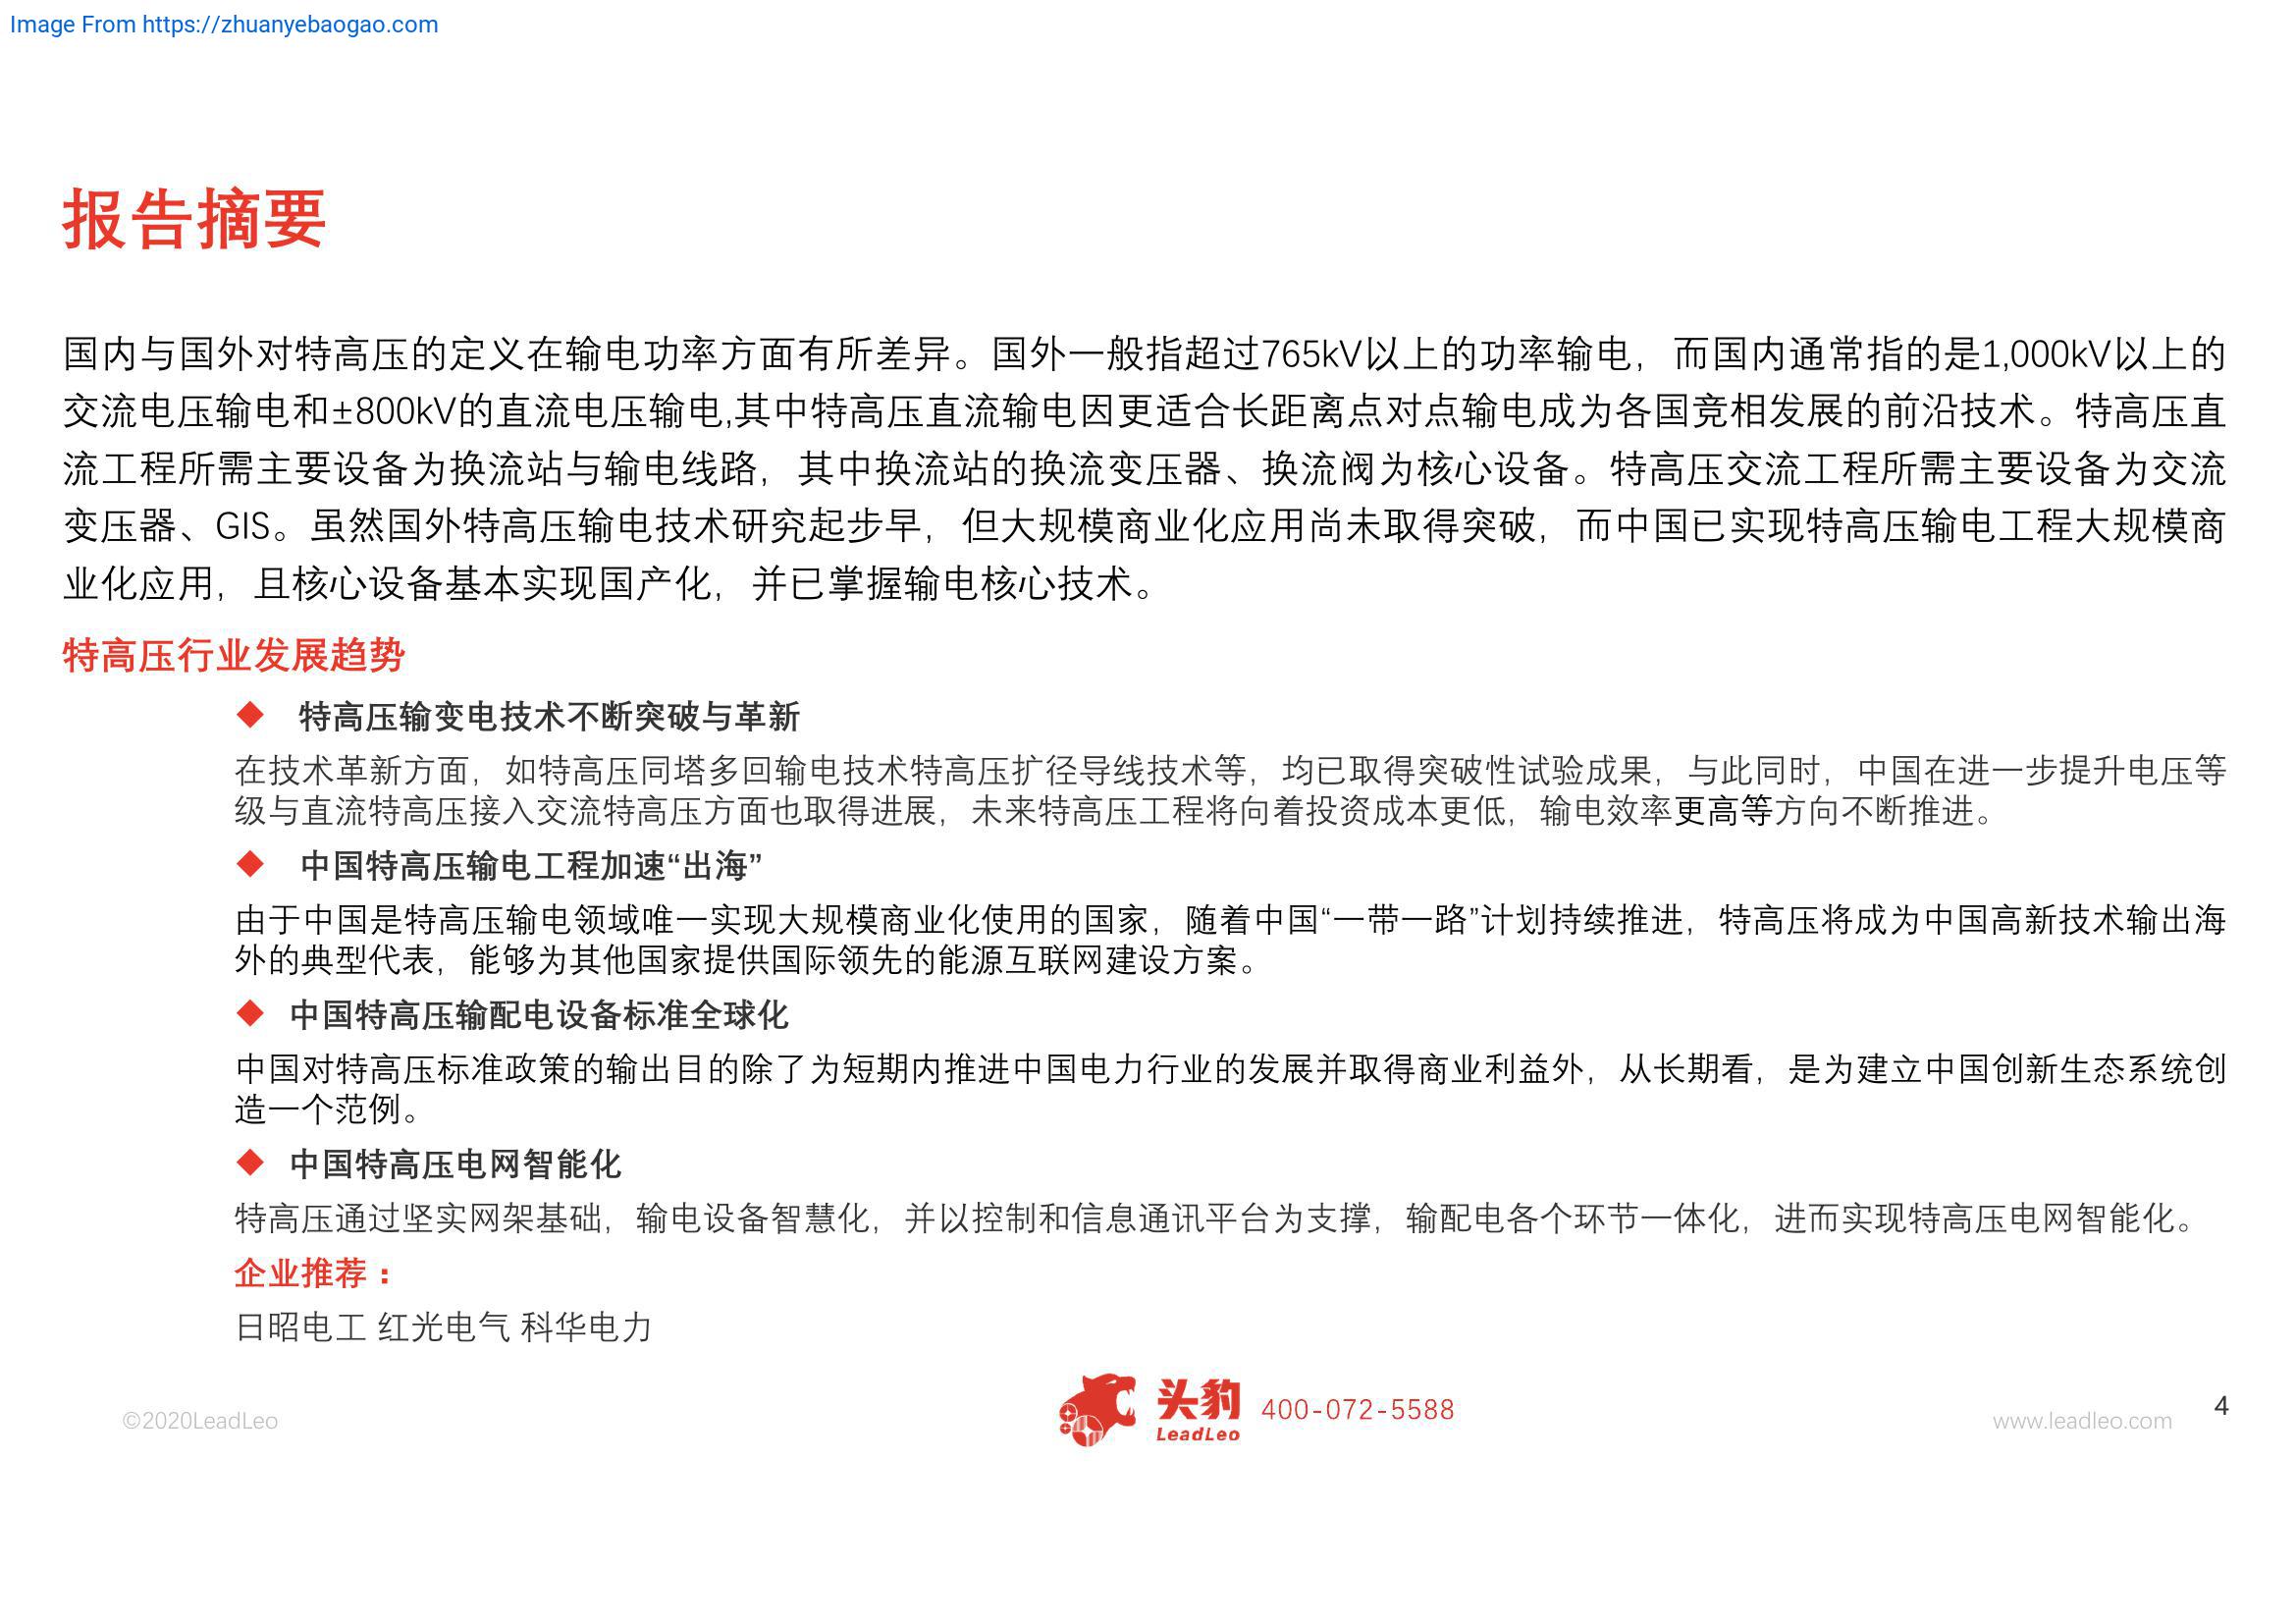 Image From https://zhuanyebaogao.com
报告摘要
国内与国外对特高压的定义在输电功率方面有所差异。国外一般指超过765kV以上的功率输电，而国内通常指的是1,000kV以上的
交流电压输电和±800kV的直流电压输电,其中特高压直流输电因更适合长距离点对点输电成为各国竞相发展的前沿技术。特高压直
流工程所需主要设备为换流站与输电线路，其中换流站的换流变压器、换流阀为核心设备。特高压交流工程所需主要设备为交流
变压器、GIS。虽然国外特高压输电技术研究起步早，但大规模商业化应用尚未取得突破，而中国已实现特高压输电工程大规模商
业化应用，且核心设备基本实现国产化，并已掌握输电核心技术。
特高压行业发展趋势
◆ 特高压输变电技术不断突破与革新
在技术革新方面，如特高压同塔多回输电技术特高压扩径导线技术等，均已取得突破性试验成果，与此同时，中国在进一步提升电压等
级与直流特高压接入交流特高压方面也取得进展，未来特高压工程将向着投资成本更低，输电效率更高等方向不断推进。
◆ 中国特高压输电工程加速“出海”
由于中国是特高压输电领域唯一实现大规模商业化使用的国家，随着中国“一带一路”计划持续推进，特高压将成为中国高新技术输出海
外的典型代表，能够为其他国家提供国际领先的能源互联网建设方案。
◆ 中国特高压输配电设备标准全球化
中国对特高压标准政策的输出目的除了为短期内推进中国电力行业的发展并取得商业利益外，从长期看，是为建立中国创新生态系统创
造一个范例。
◆ 中国特高压电网智能化
特高压通过坚实网架基础，输电设备智慧化，并以控制和信息通讯平台为支撑，输配电各个环节一体化，进而实现特高压电网智能化。
企业推荐：
日昭电工 红光电气 科华电力
©2020LeadLeo
头豹
LeadLeo
400-072-5588
www.leadleo.com
4